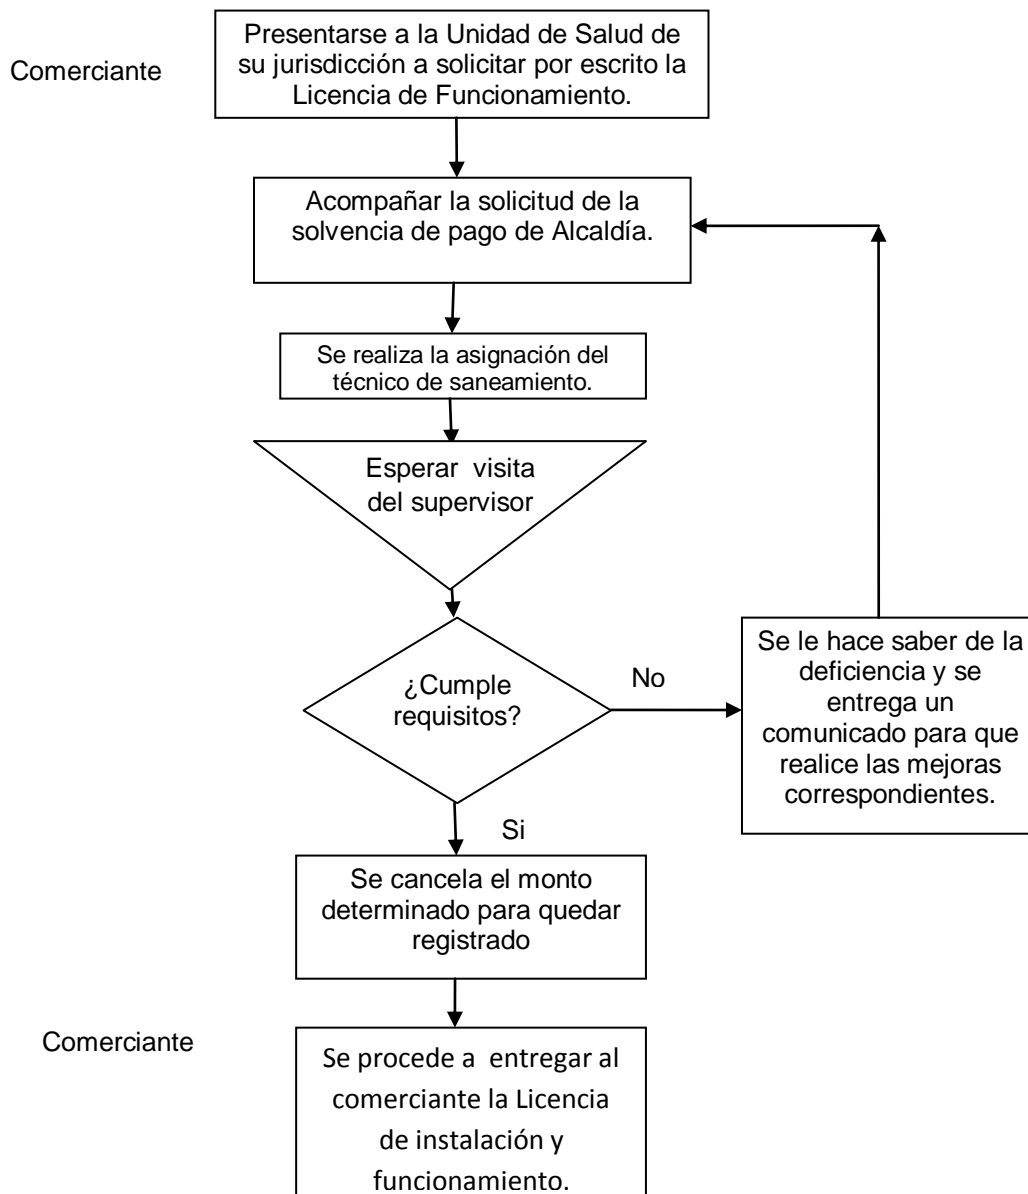 Comerciante
Presentarse a la Unidad de Salud de
su jurisdicción a solicitar por escrito la
Licencia de Funcionamiento.
Acompañar la solicitud de la
solvencia de pago de Alcaldía.
Se realiza la asignación del
técnico de saneamiento.
Esperar visita
del supervisor
¿Cumple
requisitos?
No
Se le hace saber de la
deficiencia y se
entrega un
comunicado para que
realice las mejoras
correspondientes.
Si
Se cancela el monto
determinado para quedar
registrado
Comerciante
Se procede a entregar al
comerciante la Licencia
de instalación y
funcionamiento.